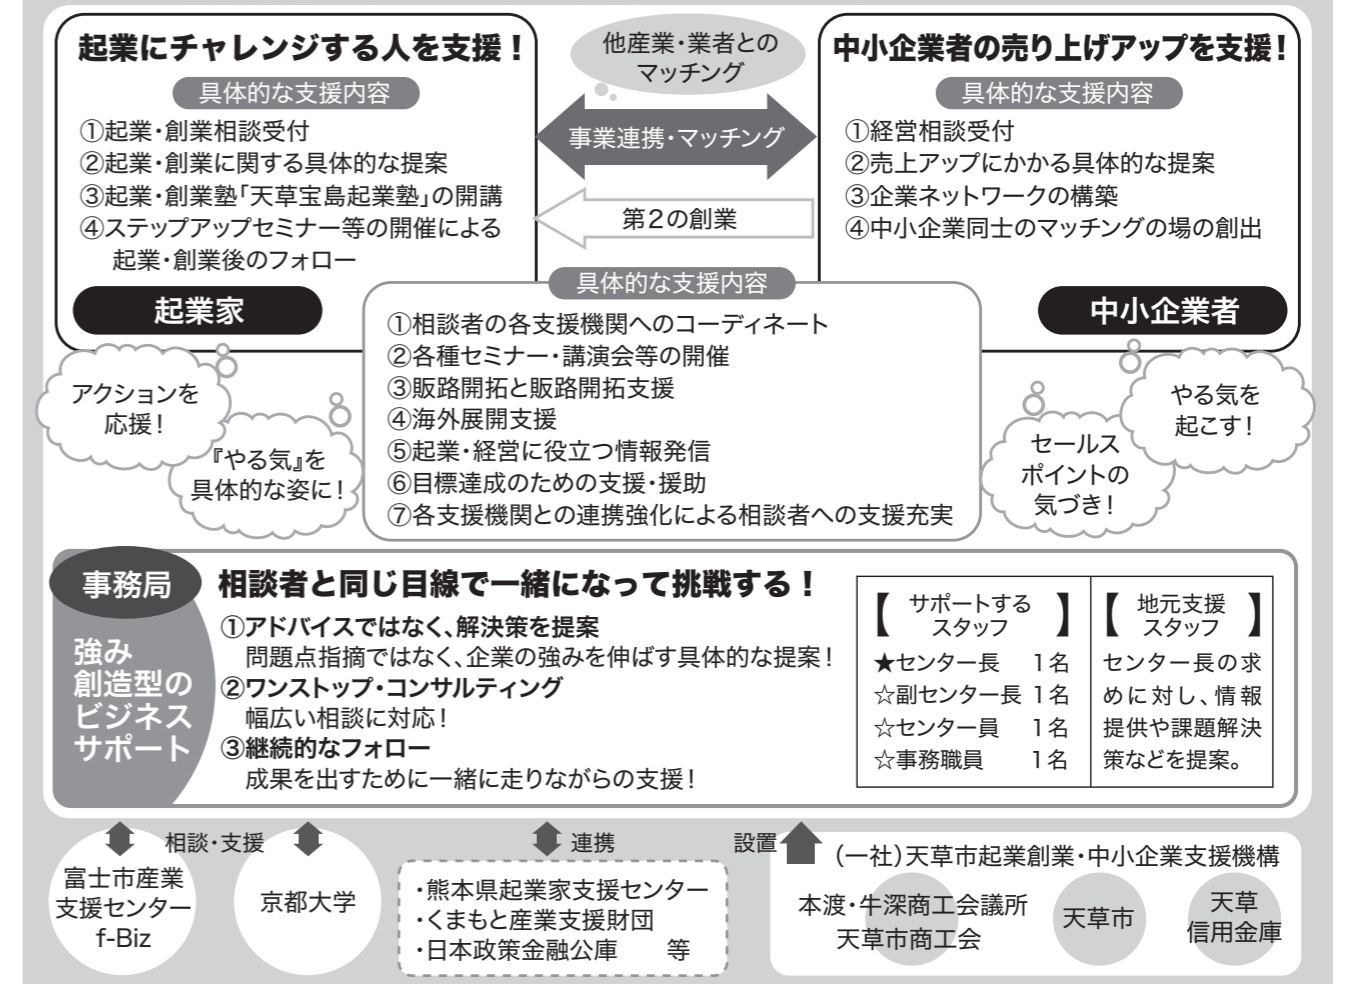 起業にチャレンジする人を支援！
具体的な支援内容
①起業・創業相談受付
②起業・創業に関する具体的な提案
③起業・創業塾「天草宝島起業塾」の開講
④ステップアップセミナー等の開催による
起業・創業後のフォロー
起業家
他産業・業者との
マッチング
事業連携・マッチング
第２の創業
中小企業者の売り上げアップを支援！
具体的な支援内容
①経営相談受付
②売上アップにかかる具体的な提案
③企業ネットワークの構築
④中小企業同士のマッチングの場の創出
中小企業者
具体的な支援内容
①相談者の各支援機関へのコーディネート
②各種セミナー・講演会等の開催
③販路開拓と販路開拓支援
④海外展開支援
⑤起業・経営に役立つ情報発信
⑥目標達成のための支援・援助
⑦各支援機関との連携強化による相談者への支援充実
アクションを
応援！
『やる気』を
具体的な姿に！
セールス
ポイントの
気づき！
やる気を
起こす！
事務局
強み
創造型の
ビジネス
サポート
相談者と同じ目線で一緒になって挑戦する！
①アドバイスではなく、解決策を提案
問題点指摘ではなく、企業の強みを伸ばす具体的な提案！
②ワンストップ・コンサルティング
幅広い相談に対応！
③継続的なフォロー
成果を出すために一緒に走りながらの支援！
【サポートする
スタッフ】
★センター長 1名
☆副センター長 1名
☆センター員 1名
☆事務職員 1名
【地元支援
スタッフ】
センター長の求
めに対し、情報
提供や課題解決
策などを提案。
相談・支援
連携
設置
富士市産業
支援センター
f-Biz
京都大学
・熊本県起業家支援センター
・くまもと産業支援財団
・日本政策金融公庫 等
（一社）天草市起業創業・中小企業支援機構
本渡・牛深商工会議所
天草市商工会
天草市
天草
信用金庫